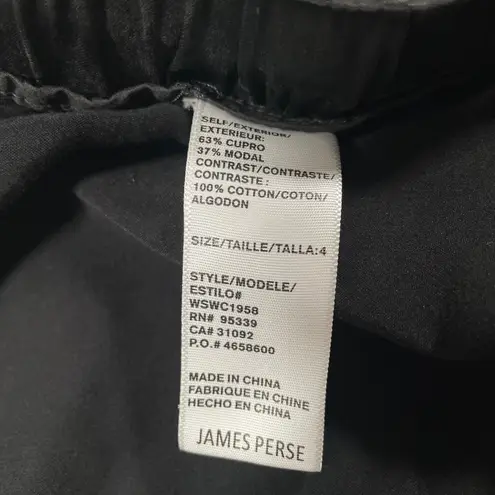 SELF/EXTERIOR/
EXTERIEUR:
63% CUPRO
37% MODAL
CONTRAST/CONTRASTE/
CONTRASTE :
100% COTTON/COTON/
ALGODON
SIZE/TAILLE/TALLA:4
STYLE/MODELE/
ESTILO#
WSWC1958
RN# 95339
CA# 31092
P.O.# 4658600
MADE IN CHINA
FABRIQUE EN CHINE
HECHO EN CHINA
JAMES PERSE